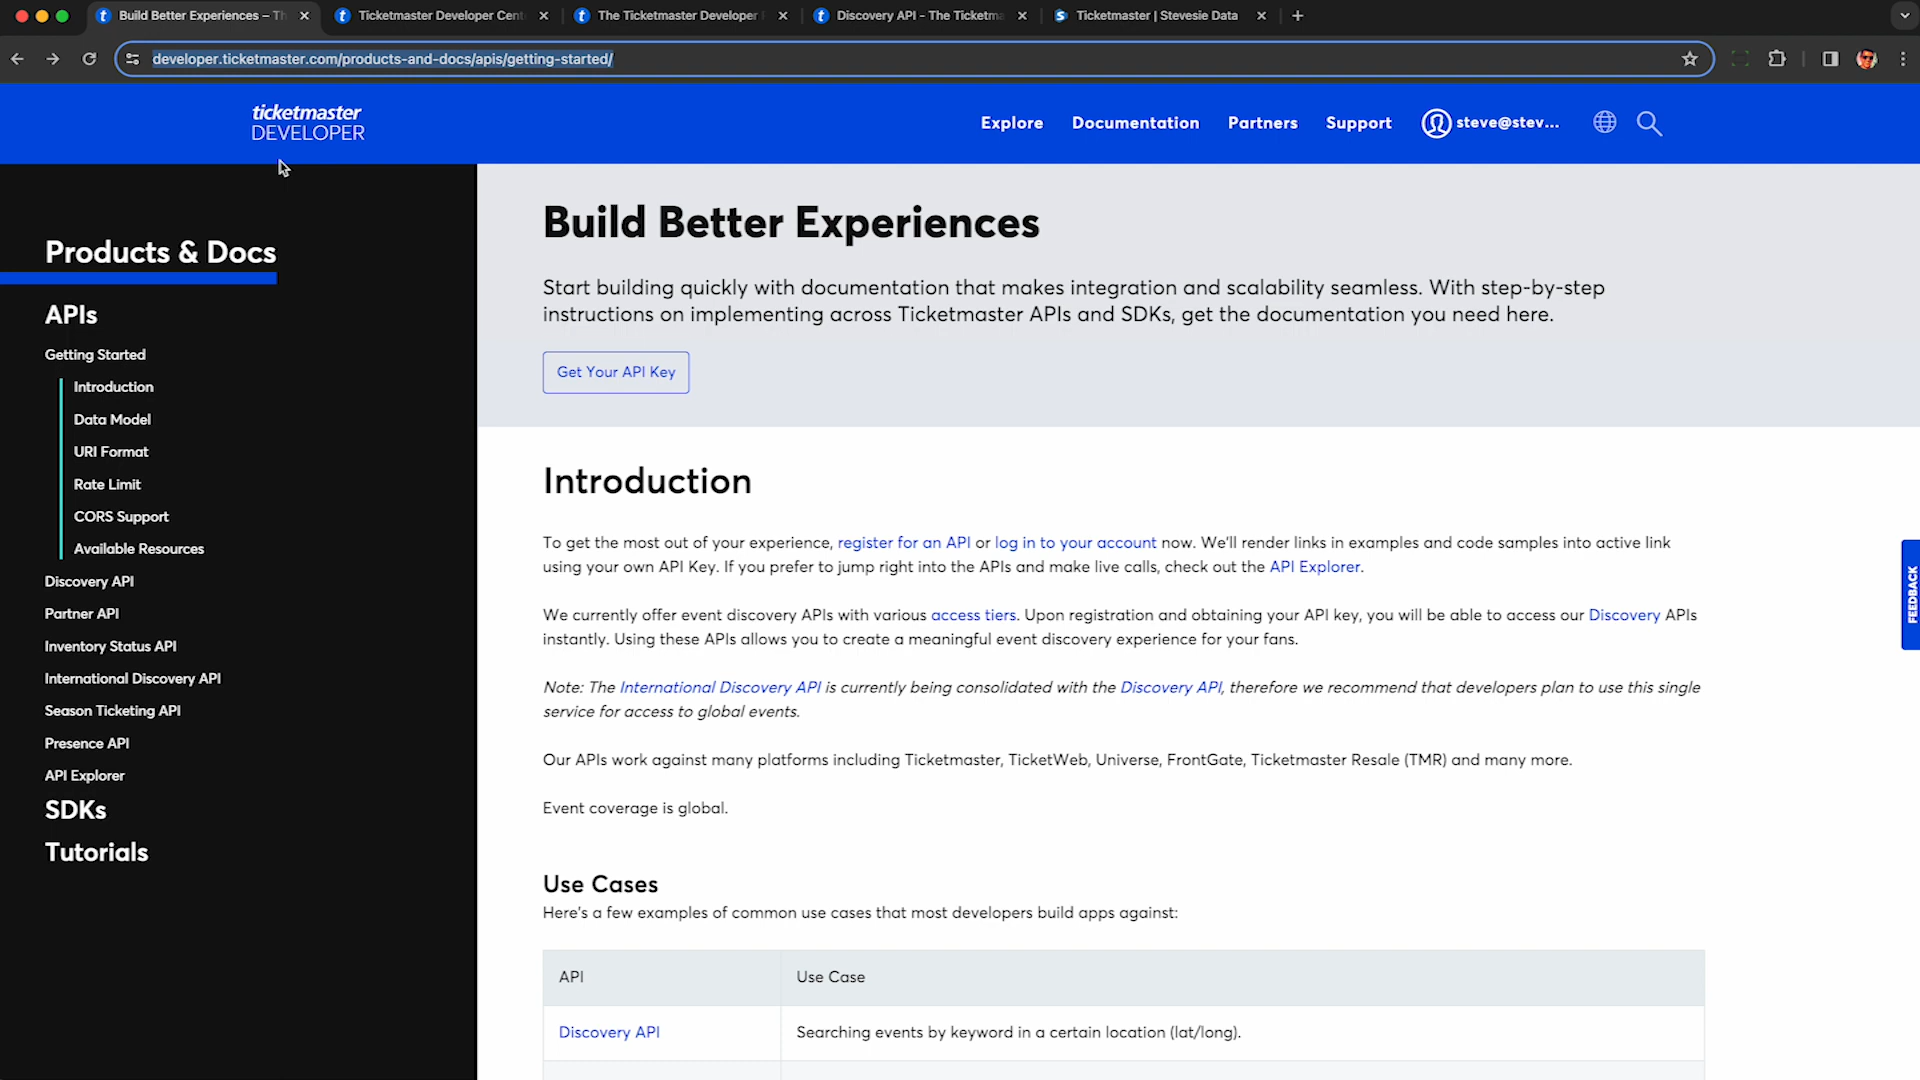 Build Better Experiences – Th
Ticketmaster Developer Cent
The Ticketmaster Developer
Discovery API - The Ticketma
Ticketmaster | Stevesie Data
developer.ticketmaster.com/products-and-docs/apis/getting-started/
ticketmaster
DEVELOPER
Explore
Documentation
Partners
Support
steve@stev...
Products & Docs
APIs
Getting Started
Introduction
Data Model
URI Format
Rate Limit
CORS Support
Available Resources
Discovery API
Partner API
Inventory Status API
International Discovery API
Season Ticketing API
Presence API
API Explorer
SDKs
Tutorials
Build Better Experiences
Start building quickly with documentation that makes integration and scalability seamless. With step-by-step
instructions on implementing across Ticketmaster APIs and SDKs, get the documentation you need here.
Get Your API Key
Introduction
To get the most out of your experience, register for an API or log in to your account now. We'll render links in examples and code samples into active link
using your own API Key. If you prefer to jump right into the APIs and make live calls, check out the API Explorer.
We currently offer event discovery APIs with various access tiers. Upon registration and obtaining your API key, you will be able to access our Discovery APIs
instantly. Using these APIs allows you to create a meaningful event discovery experience for your fans.
Note: The International Discovery API is currently being consolidated with the Discovery API, therefore we recommend that developers plan to use this single
service for access to global events.
Our APIs work against many platforms including Ticketmaster, TicketWeb, Universe, FrontGate, Ticketmaster Resale (TMR) and many more.
Event coverage is global.
Use Cases
Here's a few examples of common use cases that most developers build apps against:
API
Use Case
Discovery API
Searching events by keyword in a certain location (lat/long).
FEEDBACK